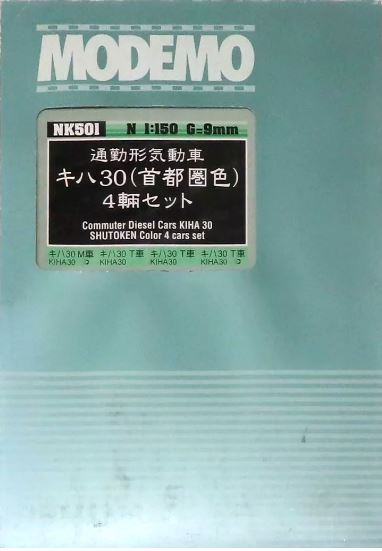 MODEMO
NK501 N 1:150 G=9mm
通勤形気動車
キハ30(首都圏色)
4輌セット
Commuter Diesel Cars KIHA 30
SHUTOKEN Color 4 cars set
キハ30 M車 キハ30 T車 キハ30 T車 キハ30 T車
KIHA30 KIHA30 KIHA30 KIHA30